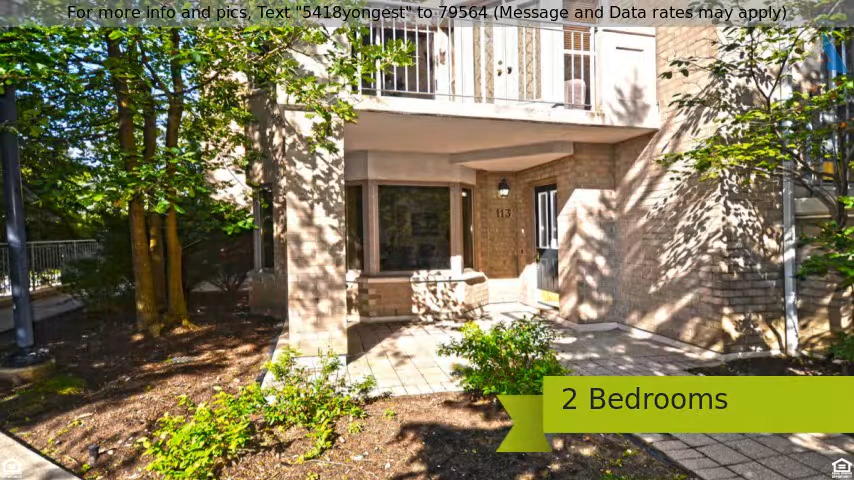 For more info and pics, Text "5418yongest" to 79564 (Message and Data rates may apply)
113
2 Bedrooms